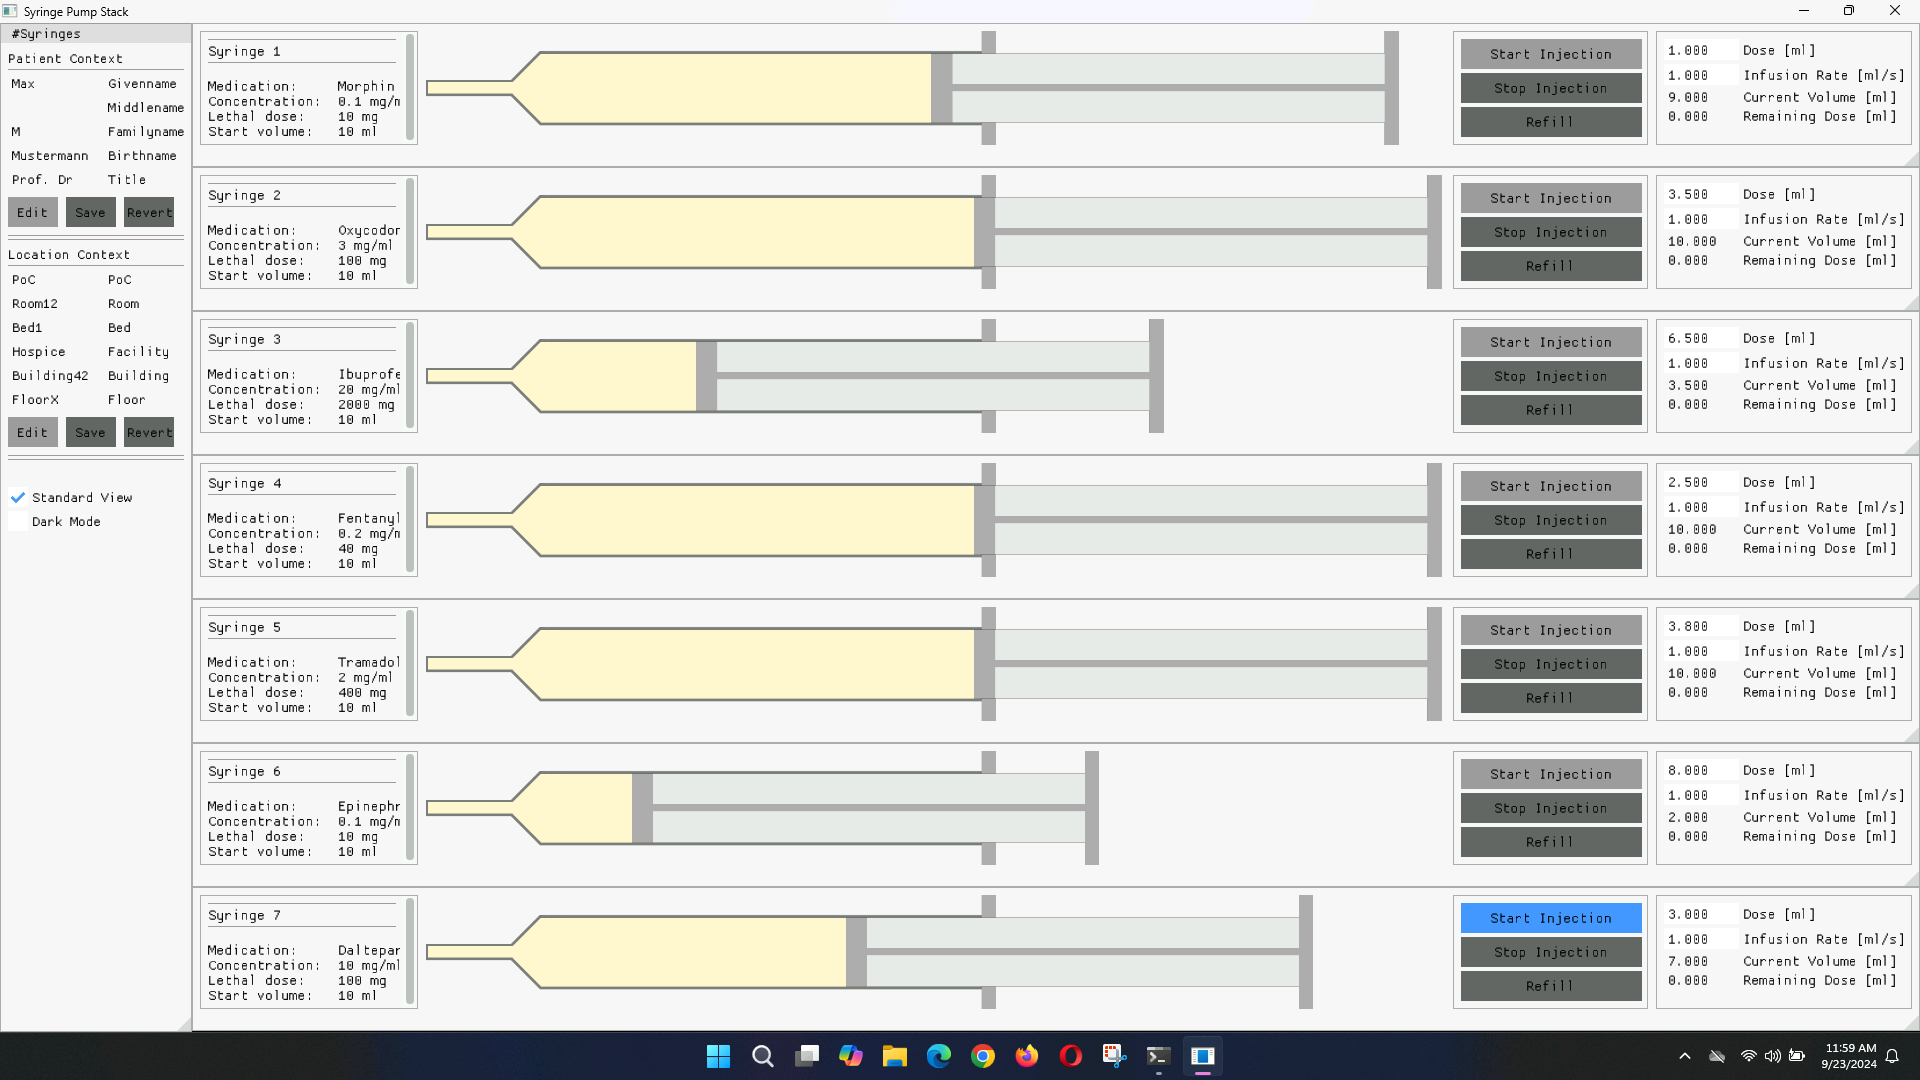 Syringe Pump Stack
#Syringes
Patient Context
Max Givenname
Middlename
M Familyname
Mustermann Birthname
Prof. Dr Title
Edit Save Revert
Location Context
PoC PoC
Room12 Room
Bed1 Bed
Hospice Facility
Building42 Building
FloorX Floor
Edit Save Revert
Standard View
Dark Mode
Syringe 1
Medication: Morphin
Concentration: 0.1 mg/m
Lethal dose: 10 mg
Start volume: 10 ml
Start Injection
Stop Injection
Refill
1.000 Dose [ml]
1.000 Infusion Rate [ml/s]
9.000 Current Volume [ml]
0.000 Remaining Dose [ml]
Syringe 2
Medication: Oxycodor
Concentration: 3 mg/ml
Lethal dose: 100 mg
Start volume: 10 ml
Start Injection
Stop Injection
Refill
3.500 Dose [ml]
1.000 Infusion Rate [ml/s]
10.000 Current Volume [ml]
0.000 Remaining Dose [ml]
Syringe 3
Medication: Ibuprofe
Concentration: 20 mg/ml
Lethal dose: 2000 mg
Start volume: 10 ml
Start Injection
Stop Injection
Refill
6.500 Dose [ml]
1.000 Infusion Rate [ml/s]
3.500 Current Volume [ml]
0.000 Remaining Dose [ml]
Syringe 4
Medication: Fentanyl
Concentration: 0.2 mg/m
Lethal dose: 40 mg
Start volume: 10 ml
Start Injection
Stop Injection
Refill
2.500 Dose [ml]
1.000 Infusion Rate [ml/s]
10.000 Current Volume [ml]
0.000 Remaining Dose [ml]
Syringe 5
Medication: Tramadol
Concentration: 2 mg/ml
Lethal dose: 400 mg
Start volume: 10 ml
Start Injection
Stop Injection
Refill
3.800 Dose [ml]
1.000 Infusion Rate [ml/s]
10.000 Current Volume [ml]
0.000 Remaining Dose [ml]
Syringe 6
Medication: Epinephr
Concentration: 0.1 mg/m
Lethal dose: 10 mg
Start volume: 10 ml
Start Injection
Stop Injection
Refill
8.000 Dose [ml]
1.000 Infusion Rate [ml/s]
2.000 Current Volume [ml]
0.000 Remaining Dose [ml]
Syringe 7
Medication: Daltepar
Concentration: 10 mg/ml
Lethal dose: 100 mg
Start volume: 10 ml
Start Injection
Stop Injection
Refill
3.000 Dose [ml]
1.000 Infusion Rate [ml/s]
7.000 Current Volume [ml]
0.000 Remaining Dose [ml]
11:59 AM
9/23/2024